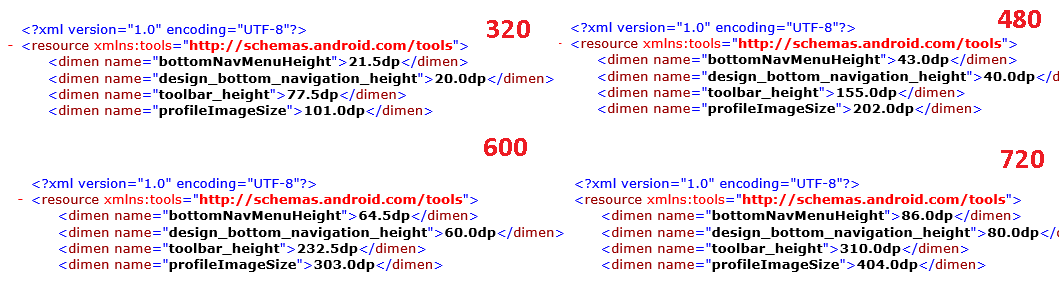 320
<?xml version="1.0" encoding="UTF-8"?>
- <resource xmlns:tools="http://schemas.android.com/tools">
<dimen name="bottomNavMenuHeight">21.5dp</dimen>
<dimen name="design_bottom_navigation_height">20.0dp</dimen>
<dimen name="toolbar_height">77.5dp</dimen>
<dimen name="profileImageSize">101.0dp</dimen>
480
<?xml version="1.0" encoding="UTF-8"?>
- <resource xmlns:tools="http://schemas.android.com/tools">
<dimen name="bottomNavMenuHeight">43.0dp</dimen>
<dimen name="design_bottom_navigation_height">40.0dp</di
<dimen name="toolbar_height">155.0dp</dimen>
<dimen name="profileImageSize">202.0dp</dimen>
600
<?xml version="1.0" encoding="UTF-8"?>
- <resource xmlns:tools="http://schemas.android.com/tools">
<dimen name="bottomNavMenuHeight">64.5dp</dimen>
<dimen name="design_bottom_navigation_height">60.0dp</dimen>
<dimen name="toolbar_height">232.5dp</dimen>
<dimen name="profileImageSize">303.0dp</dimen>
720
<?xml version="1.0" encoding="UTF-8"?>
<resource xmlns:tools="http://schemas.android.com/tools">
<dimen name="bottomNavMenuHeight">86.0dp</dimen>
<dimen name="design_bottom_navigation_height">80.0dp</d
<dimen name="toolbar_height">310.0dp</dimen>
<dimen name="profileImageSize">404.0dp</dimen>